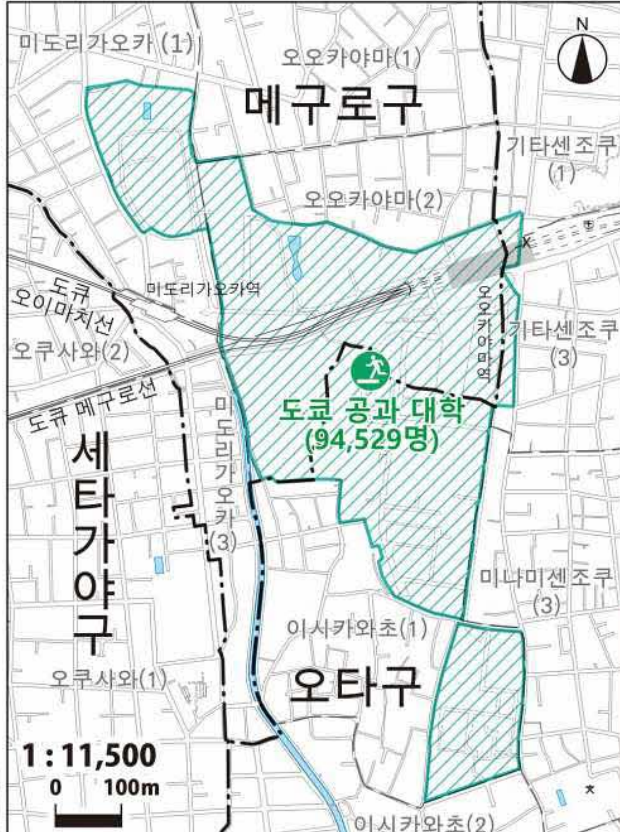 N
미도리가오카 (1)
오오카야마(1)
메구로구
기타센조쿠
(1)
오오카야마(2)
미도리가오카역
도큐
오이마치선
오쿠사와(2)
오오카야마역
기타센조쿠
(3)
도큐 메구로선
도쿄 공과 대학
(94,529명)
미도리가오카(3)
세타가야구
미나미센조쿠
(3)
이시카와초(1)
오쿠사와(1)
오타구
1 : 11,500
0 100m
이시카와초(2)